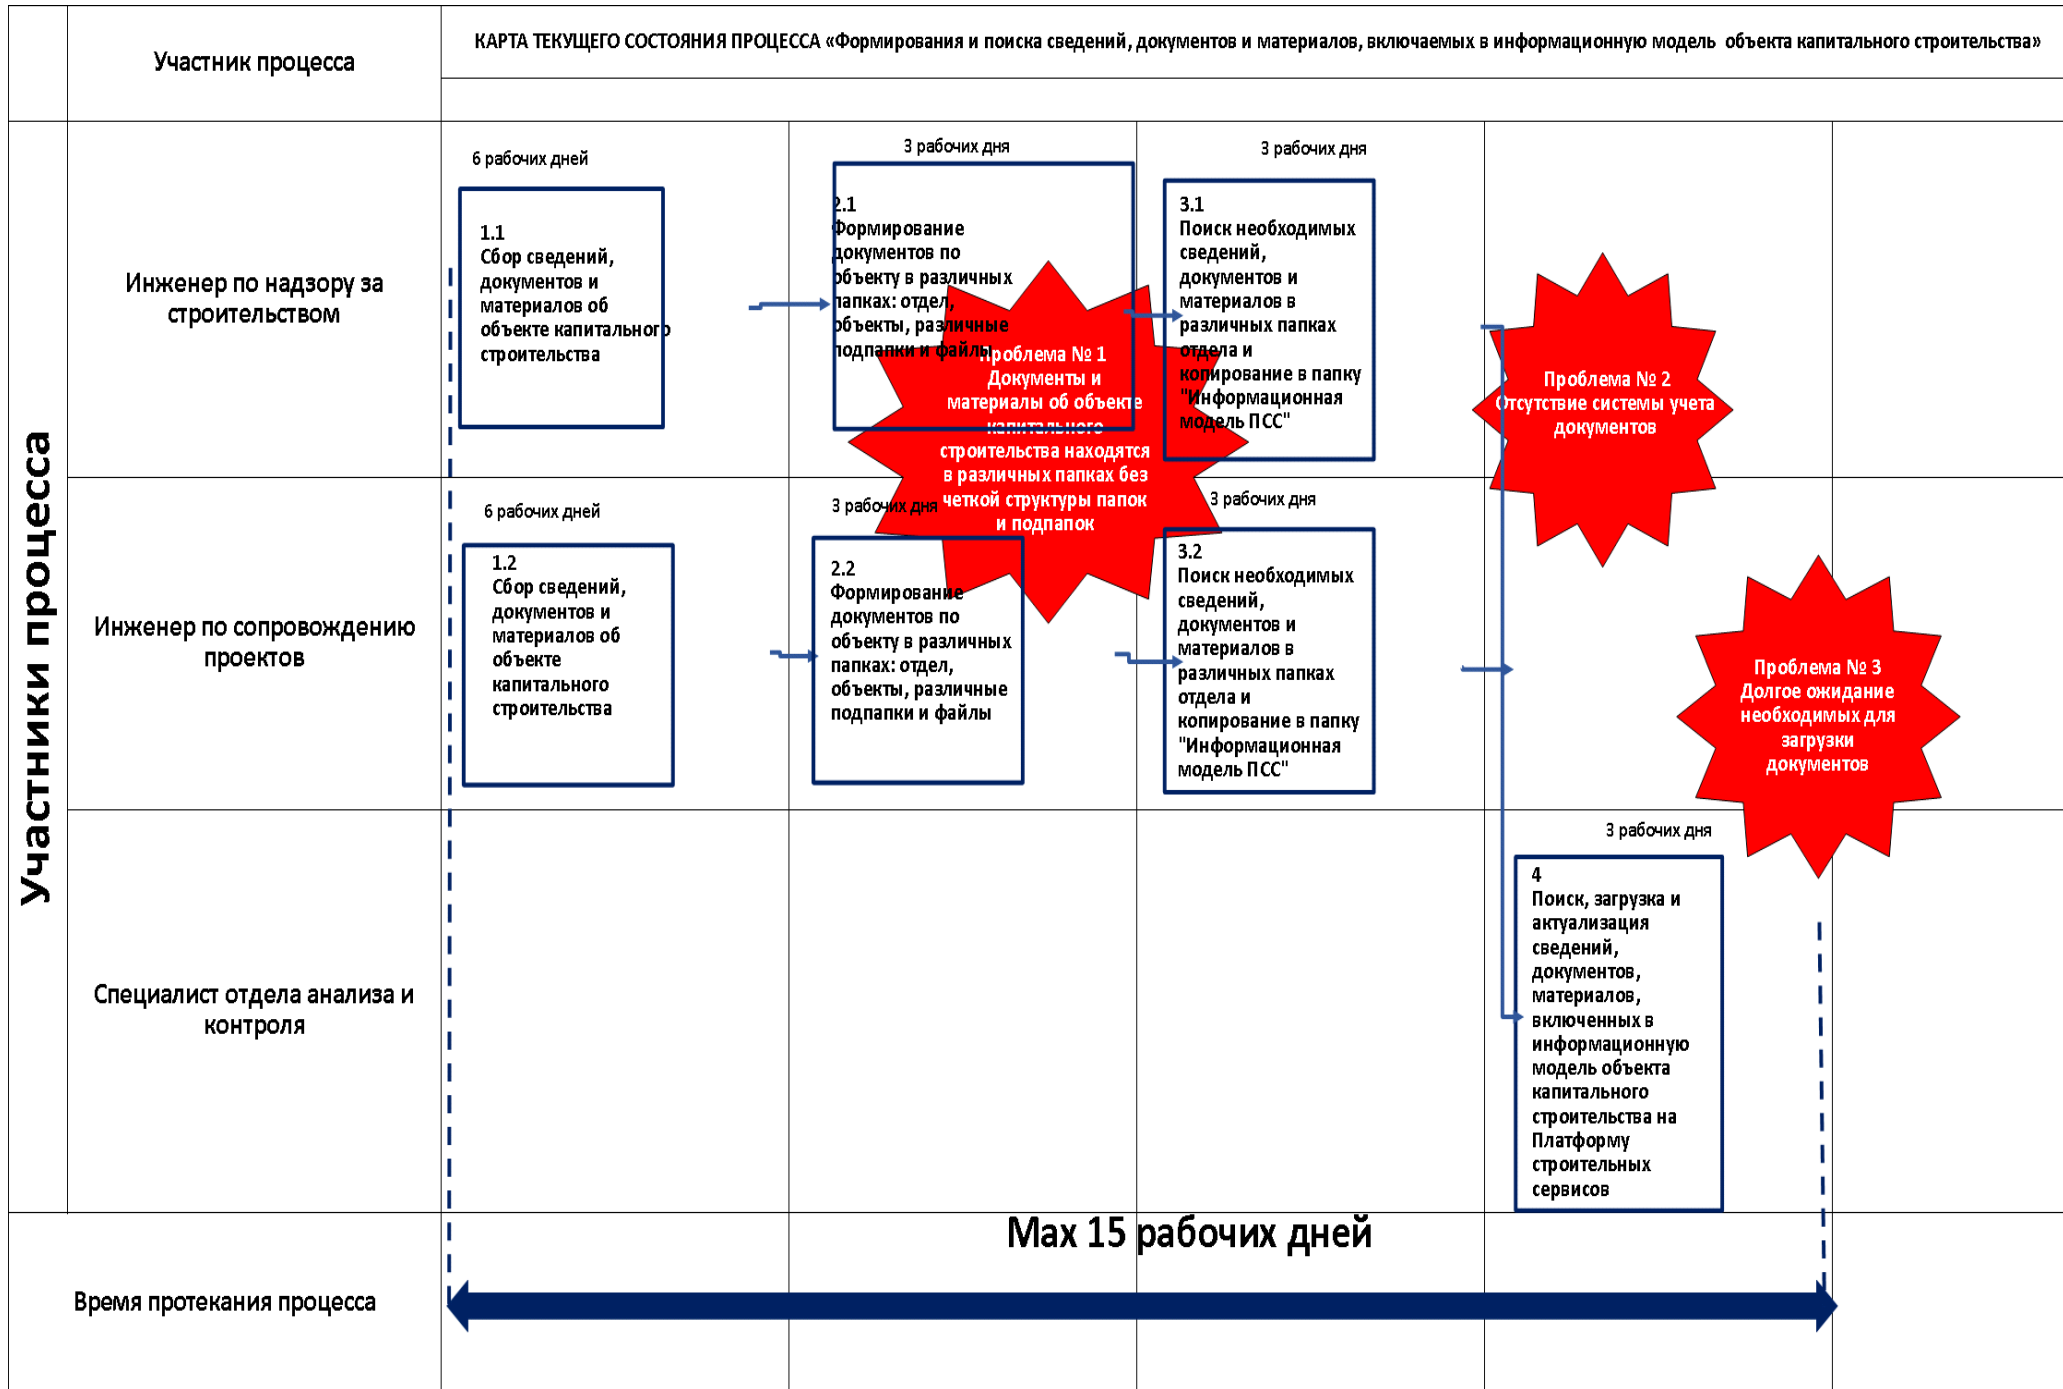 Участник процесса
КАРТА ТЕКУЩЕГО СОСТОЯНИЯ ПРОЦЕССА «Формирования и поиска сведений, документов и материалов, включаемых в информационную модель объекта капитального строительства»
Участники процесса
Инженер по надзору за
строительством
6 рабочих дней
1.1
Сбор сведений,
документов и
материалов об
объекте капитального
строительства
3 рабочих дня
2.1
Формирование
документов по
объекту в различных
папках: отдел,
объекты, различные
подпапки и файлы
3 рабочих дня
3.1
Поиск необходимых
сведений,
документов и
материалов в
различных папках
отдела и
копирование в папку
"Информационная
модель ПСС"
Проблема № 1
Документы и
материалы об объекте
капитального
строительства находятся
в различных папках без
четкой структуры папок
и подпапок
Проблема № 2
Отсутствие системы учета
документов
Инженер по сопровождению
проектов
6 рабочих дней
1.2
Сбор сведений,
документов и
материалов об
объекте
капитального
строительства
3 рабочих дня
2.2
Формирование
документов по
объекту в различных
папках: отдел,
объекты, различные
подпапки и файлы
3 рабочих дня
3.2
Поиск необходимых
сведений,
документов и
материалов в
различных папках
отдела и
копирование в папку
"Информационная
модель ПСС"
Проблема № 3
Долгое ожидание
необходимых для
загрузки
документов
Специалист отдела анализа и
контроля
3 рабочих дня
4
Поиск, загрузка и
актуализация
сведений,
документов,
материалов,
включенных в
информационную
модель объекта
капитального
строительства на
Платформу
строительных
сервисов
Мах 15 рабочих дней
Время протекания процесса